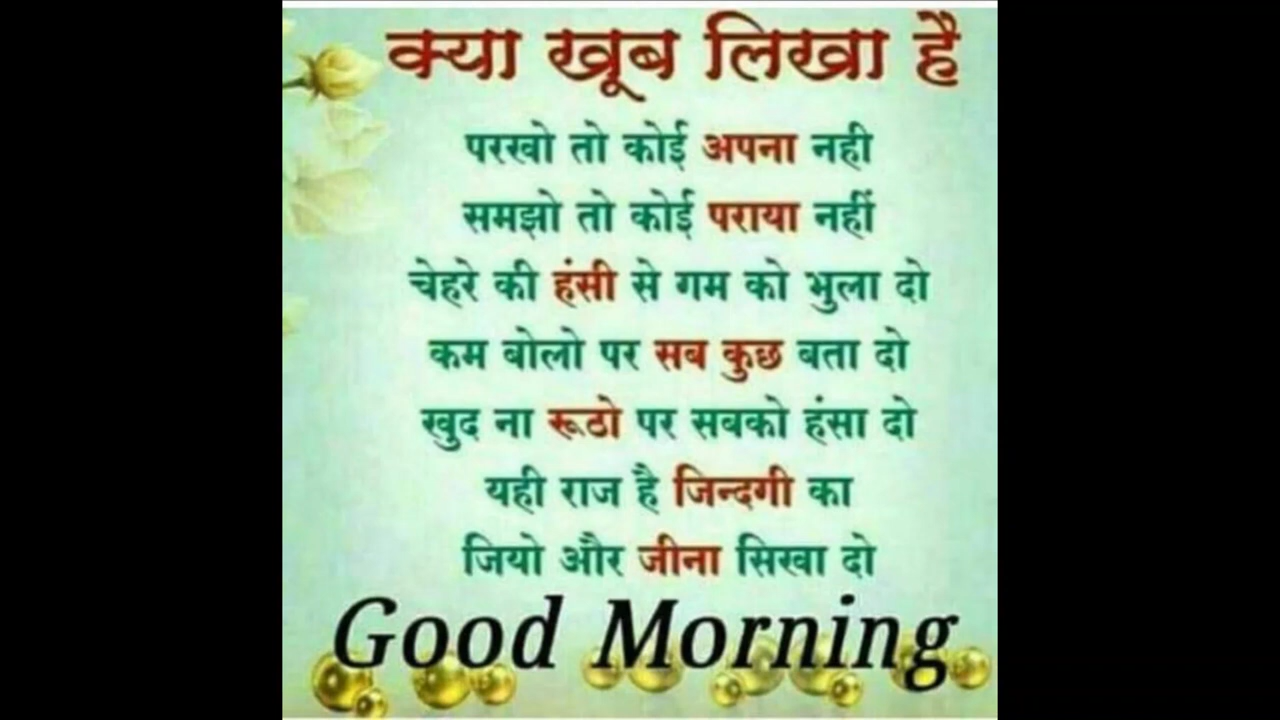 क्या खूब लिखा है
परखो तो कोई अपना नही
समझो तो कोई पराया नहीं
चेहरे की हंसी से गम को भुला दो
कम बोलो पर सब कुछ बता दो
खुद ना रूठो पर सबको हंसा दो
यही राज है जिन्दगी का
जियो और जीना सिखा दो
Good Morning